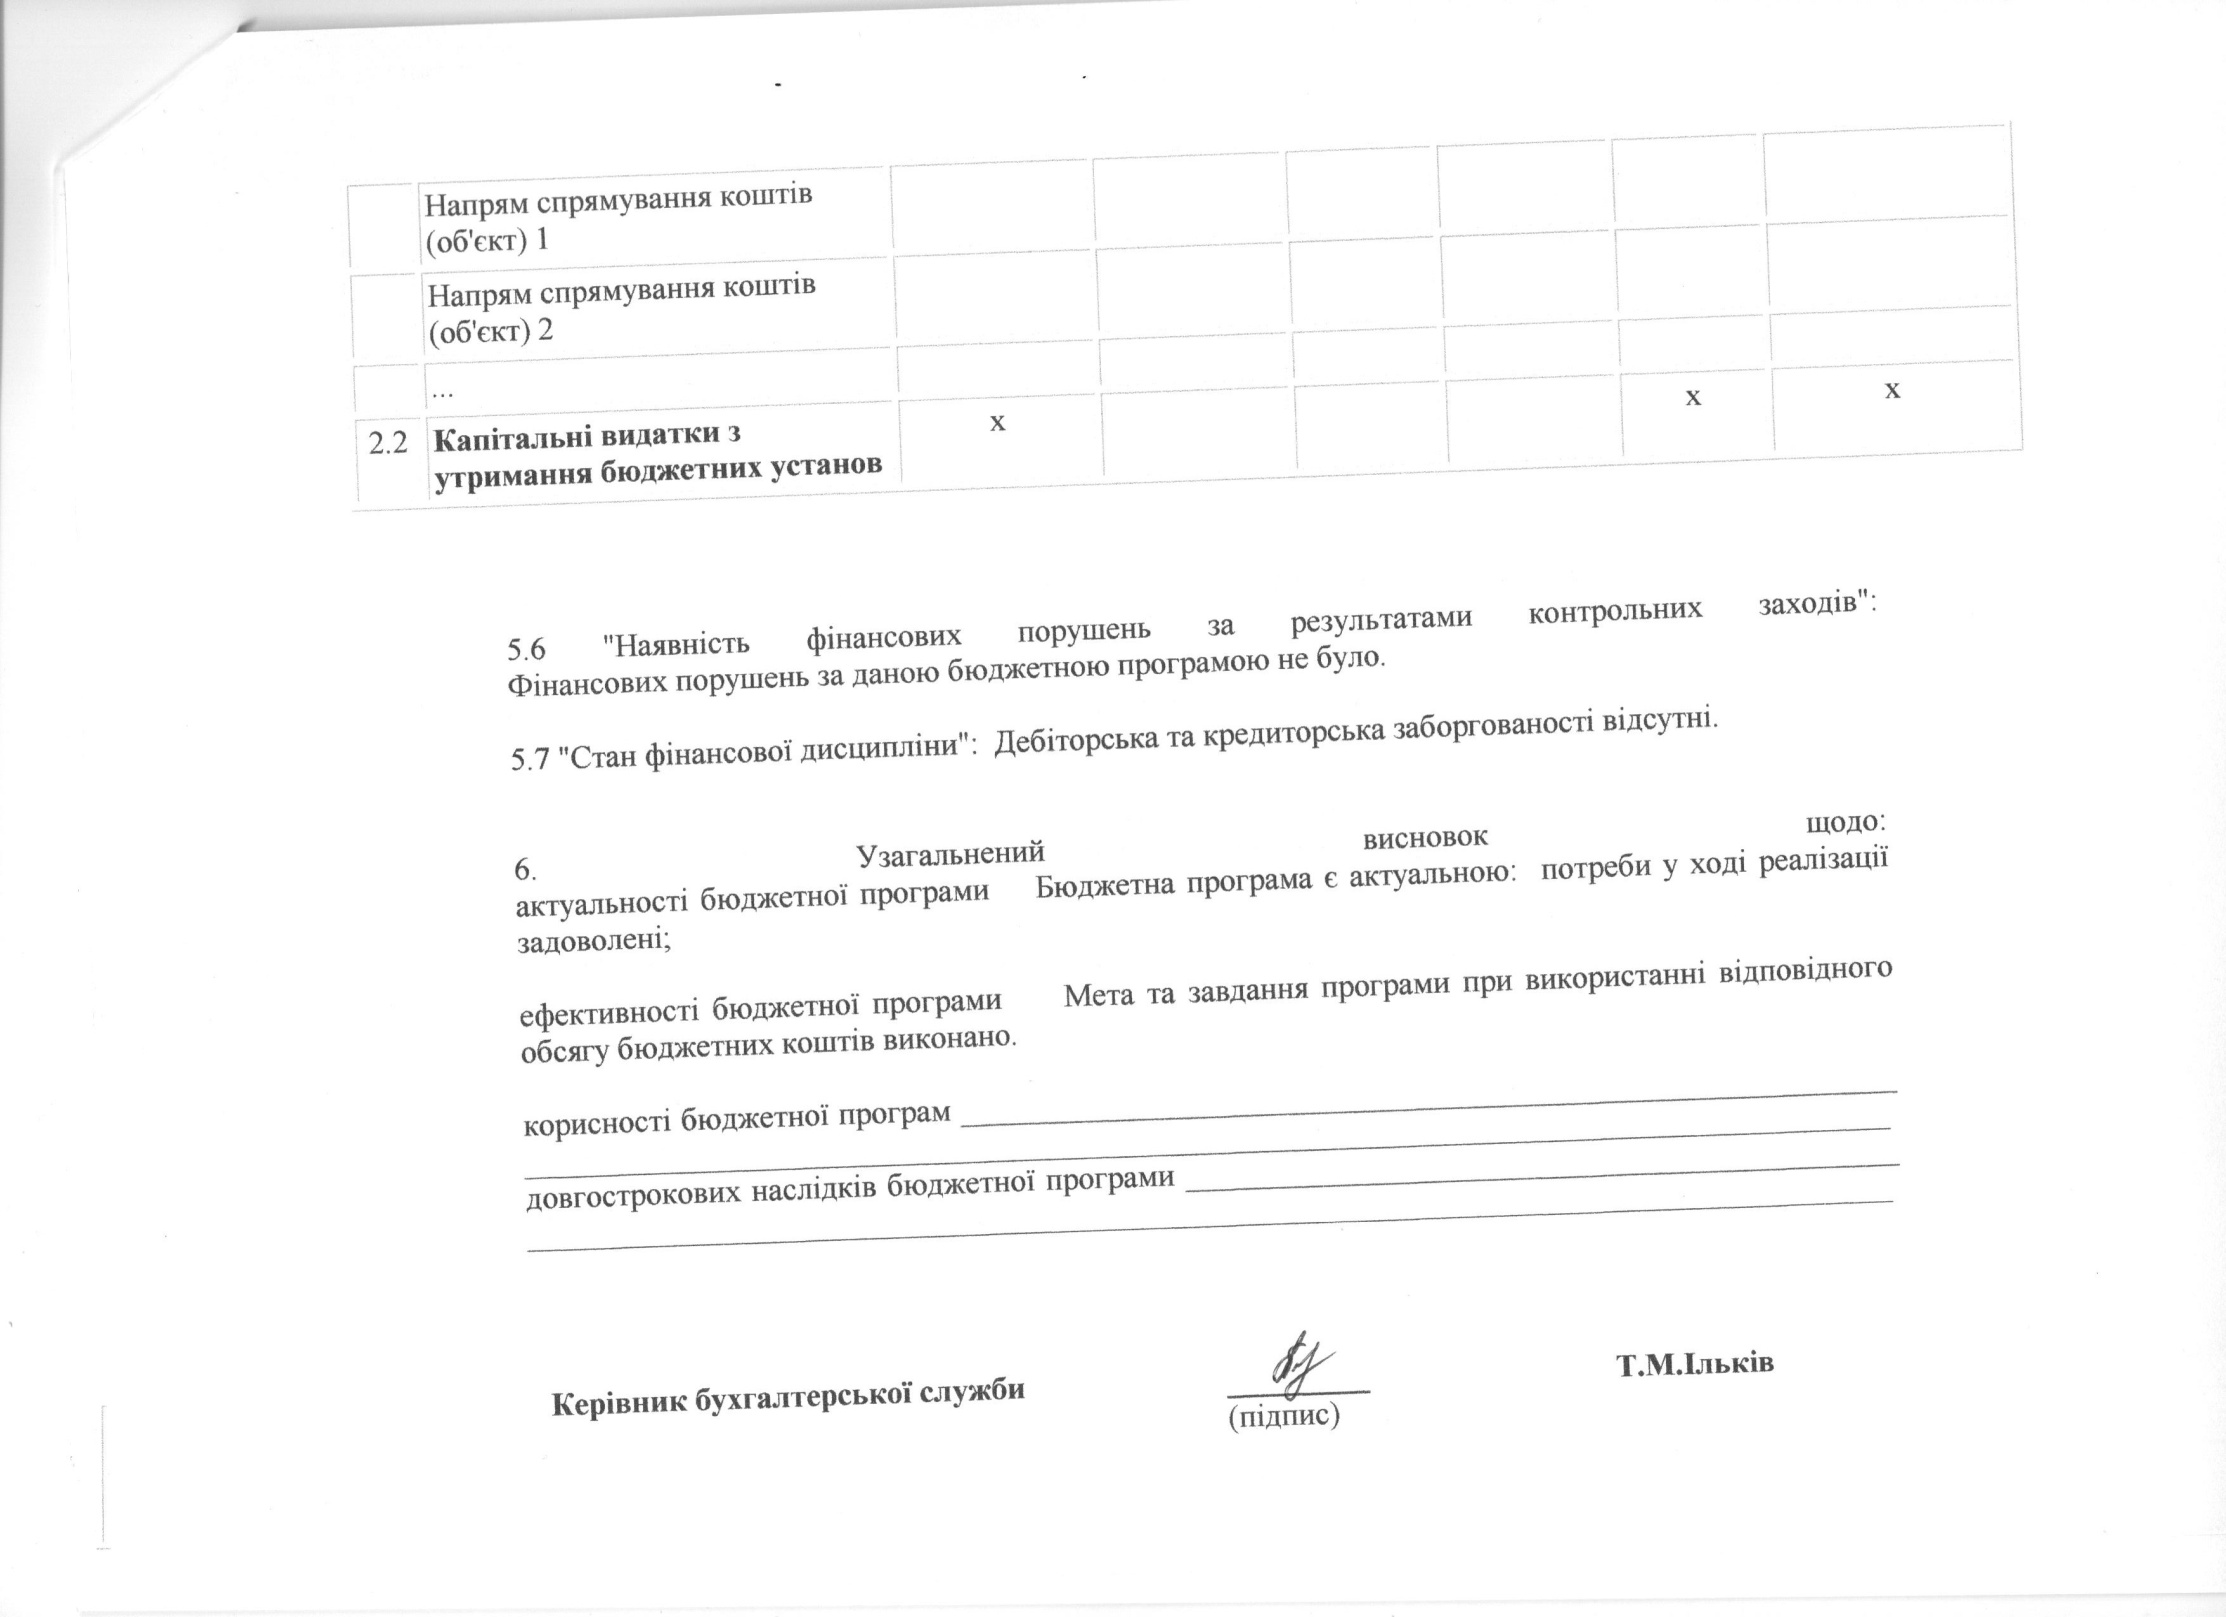 Напрям спрямування коштів
(об'єкт) 1
Напрям спрямування коштів
(об'єкт) 2
...
2.2 Капітальні видатки з х х х
утримання бюджетних установ
5.6 "Наявність фінансових порушень за результатами контрольних заходів":
Фінансових порушень за даною бюджетною програмою не було.
5.7 "Стан фінансової дисципліни": Дебіторська та кредиторська заборгованості відсутні.
6. Узагальнений висновок щодо:
актуальності бюджетної програми Бюджетна програма є актуальною: потреби у ході реалізації
задоволені;
ефективності бюджетної програми Мета та завдання програми при використанні відповідного
обсягу бюджетних коштів виконано.
корисності бюджетної програм
довгострокових наслідків бюджетної програми
Керівник бухгалтерської служби Т.М.Ільків
(підпис)